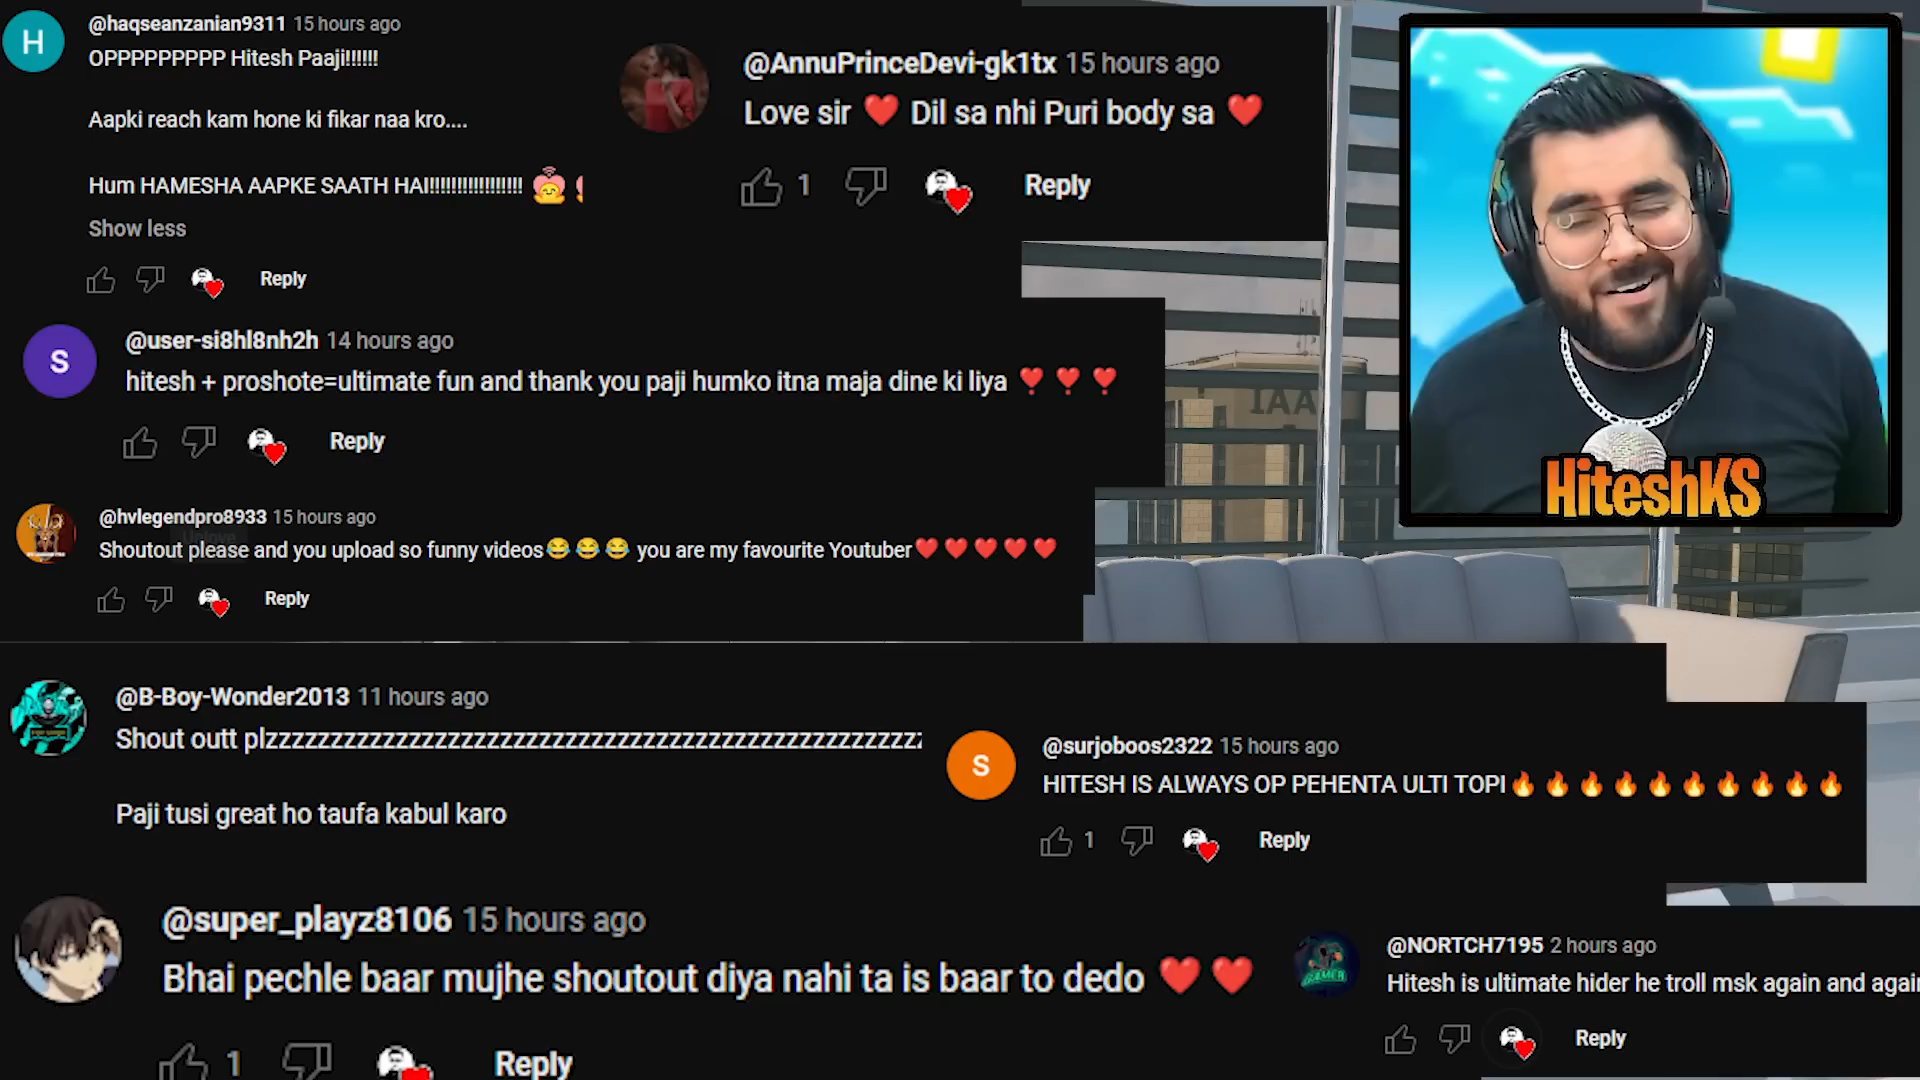 H
@haqseanzanian9311 15 hours ago
OPPPPPPPPP Hitesh Paaji!!!!!!
Aapki reach kam hone ki fikar naa kro....
Hum HAMESHA AAPKE SAATH HAI!!!!!!!!!!!!!!!!!
Show less
Reply
@AnnuPrinceDevi-gk1tx 15 hours ago
Love sir ❤️ Dil sa nhi Puri body sa ❤️
1 Reply
S
@user-si8hl8nh2h 14 hours ago
hitesh + proshote=ultimate fun and thank you paji humko itna maja dine ki liya ❣️❣️❣️
Reply
@hvlegendpro8933 15 hours ago
Shoutout please and you upload so funny videos😂😂😂 you are my favourite Youtuber❤️❤️❤️❤️❤️
Reply
IAA
HiteshKS
@B-Boy-Wonder2013 11 hours ago
Shout outt plzzzzzzzzzzzzzzzzzzzzzzzzzzzzzzzzzzzzzzzzzzzzzzzzzz
Paji tusi great ho taufa kabul karo
S
@surjoboos2322 15 hours ago
HITESH IS ALWAYS OP PEHENTA ULTI TOPI🔥🔥🔥🔥🔥🔥🔥🔥🔥🔥
1 Reply
@super_playz8106 15 hours ago
Bhai pechle baar mujhe shoutout diya nahi ta is baar to dedo ❤️❤️
1 Reply
GAMER
@NORTCH7195 2 hours ago
Hitesh is ultimate hider he troll msk again and again
Reply